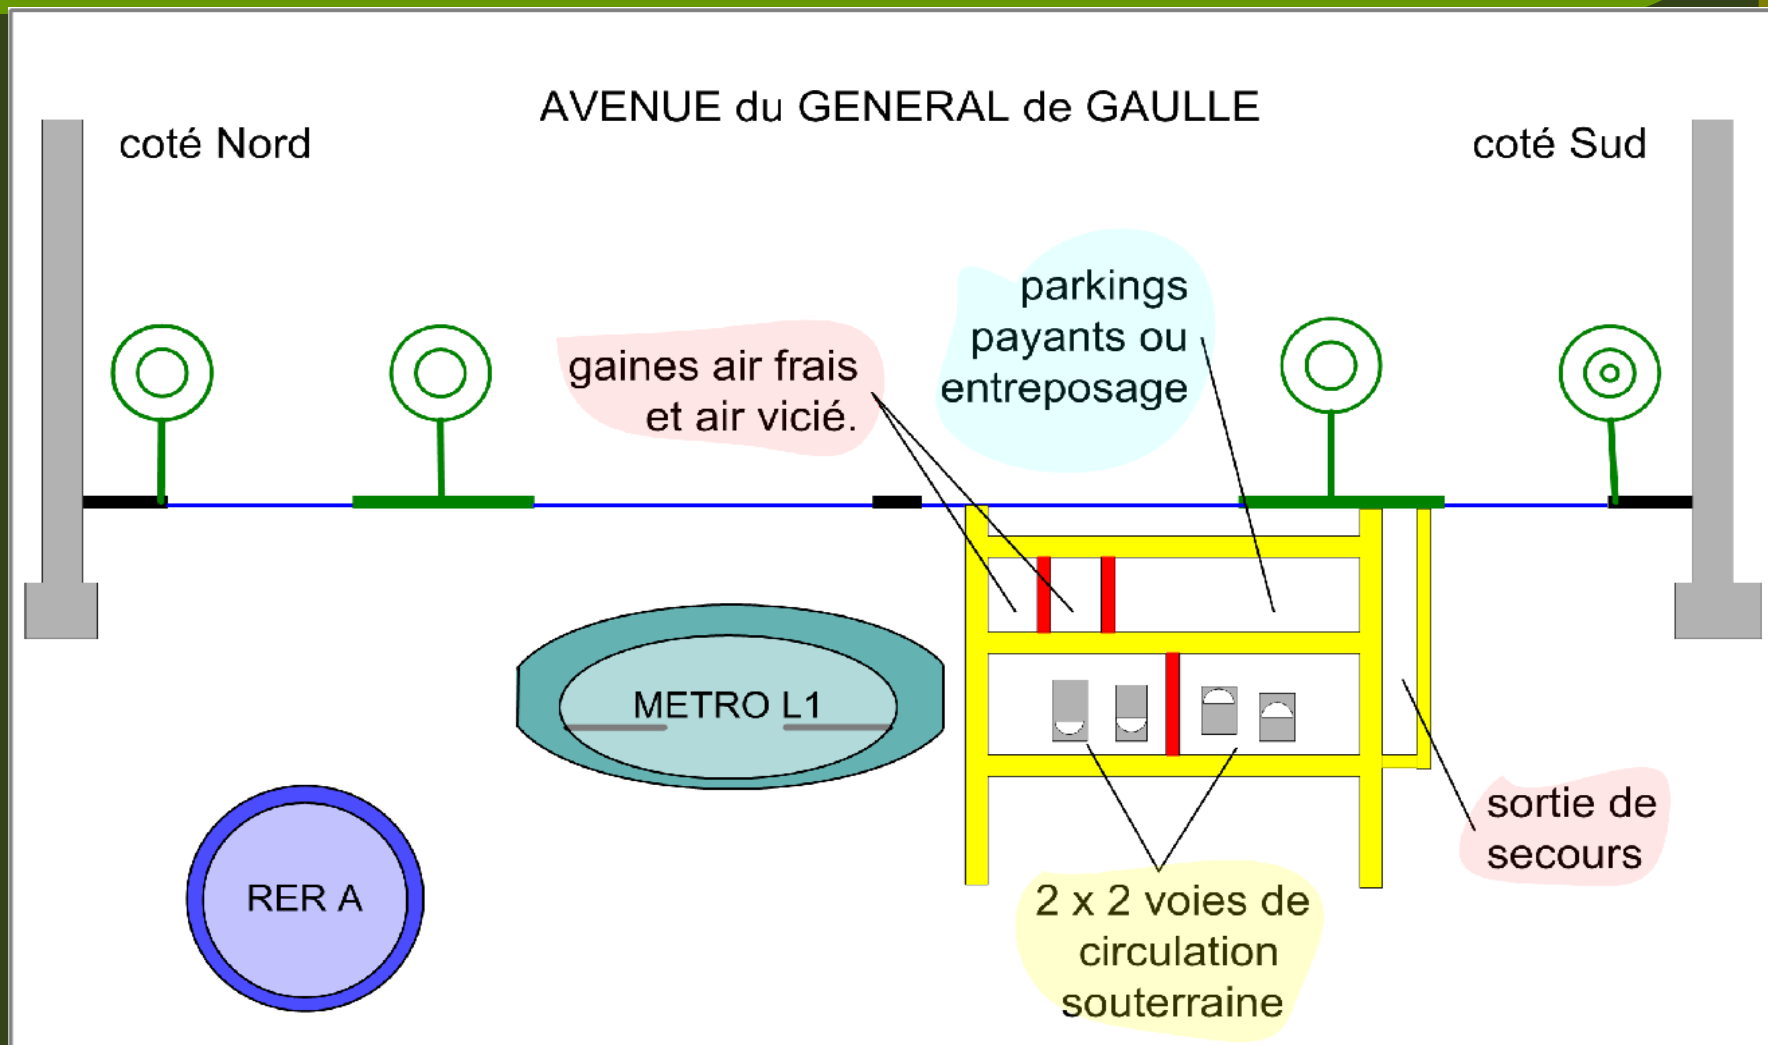 AVENUE du GENERAL de GAULLE
coté Nord
coté Sud
parkings
payants ou
entreposage
gaines air frais
et air vicié.
METRO L1
RER A
sortie de
secours
2 x 2 voies de
circulation
souterraine